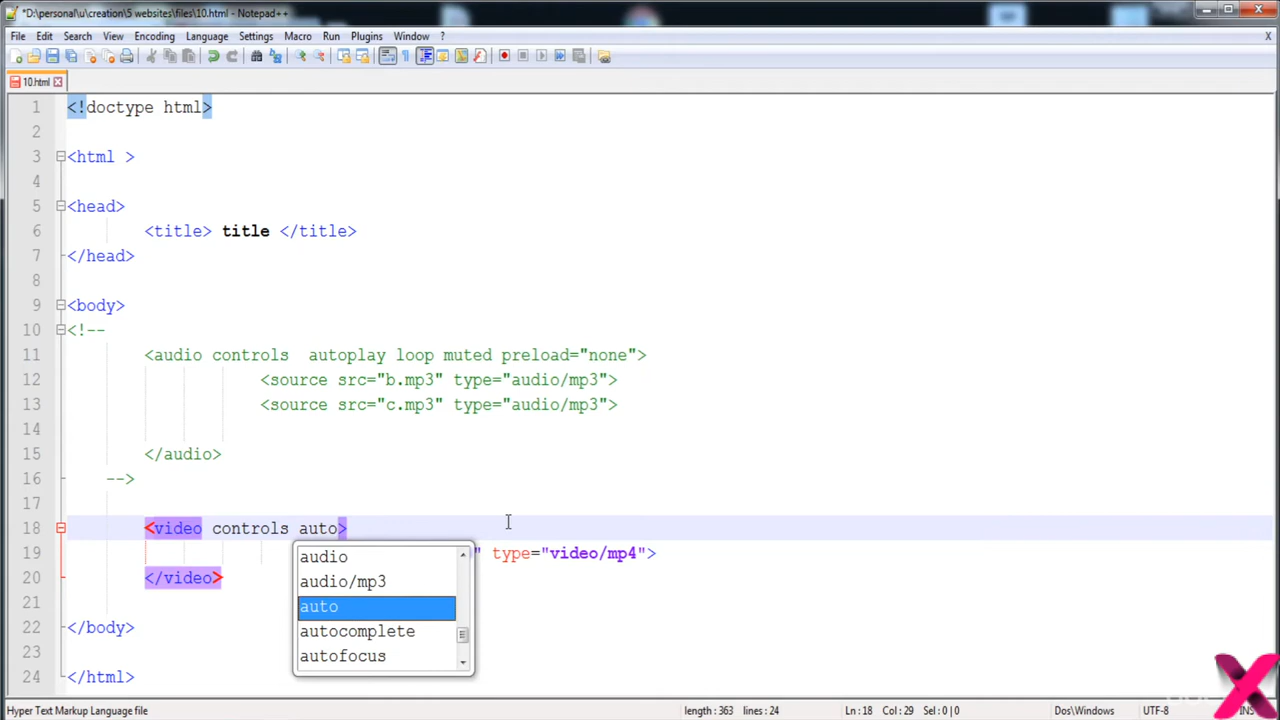 *D:\personal\u\creation\5 websites\files\10.html - Notepad++
File Edit Search View Encoding Language Settings Macro Run Plugins Window ? X
10.html
1 <!doctype html>
2
3 <html >
4
5 <head>
6 <title> title </title>
7 </head>
8
9 <body>
10 <!--
11 <audio controls  autoplay loop muted preload="none">
12 <source src="b.mp3" type="audio/mp3">
13 <source src="c.mp3" type="audio/mp3">
14
15 </audio>
16 -->
17
18 <video controls auto>
19 " type="video/mp4">
20 </video>
21
22 </body>
23
24 </html>
audio
audio/mp3
auto
autocomplete
autofocus
Hyper Text Markup Language file length: 363 lines: 24 Ln: 18 Col: 29 Sel: 0 | 0 Dos\Windows UTF-8 INS